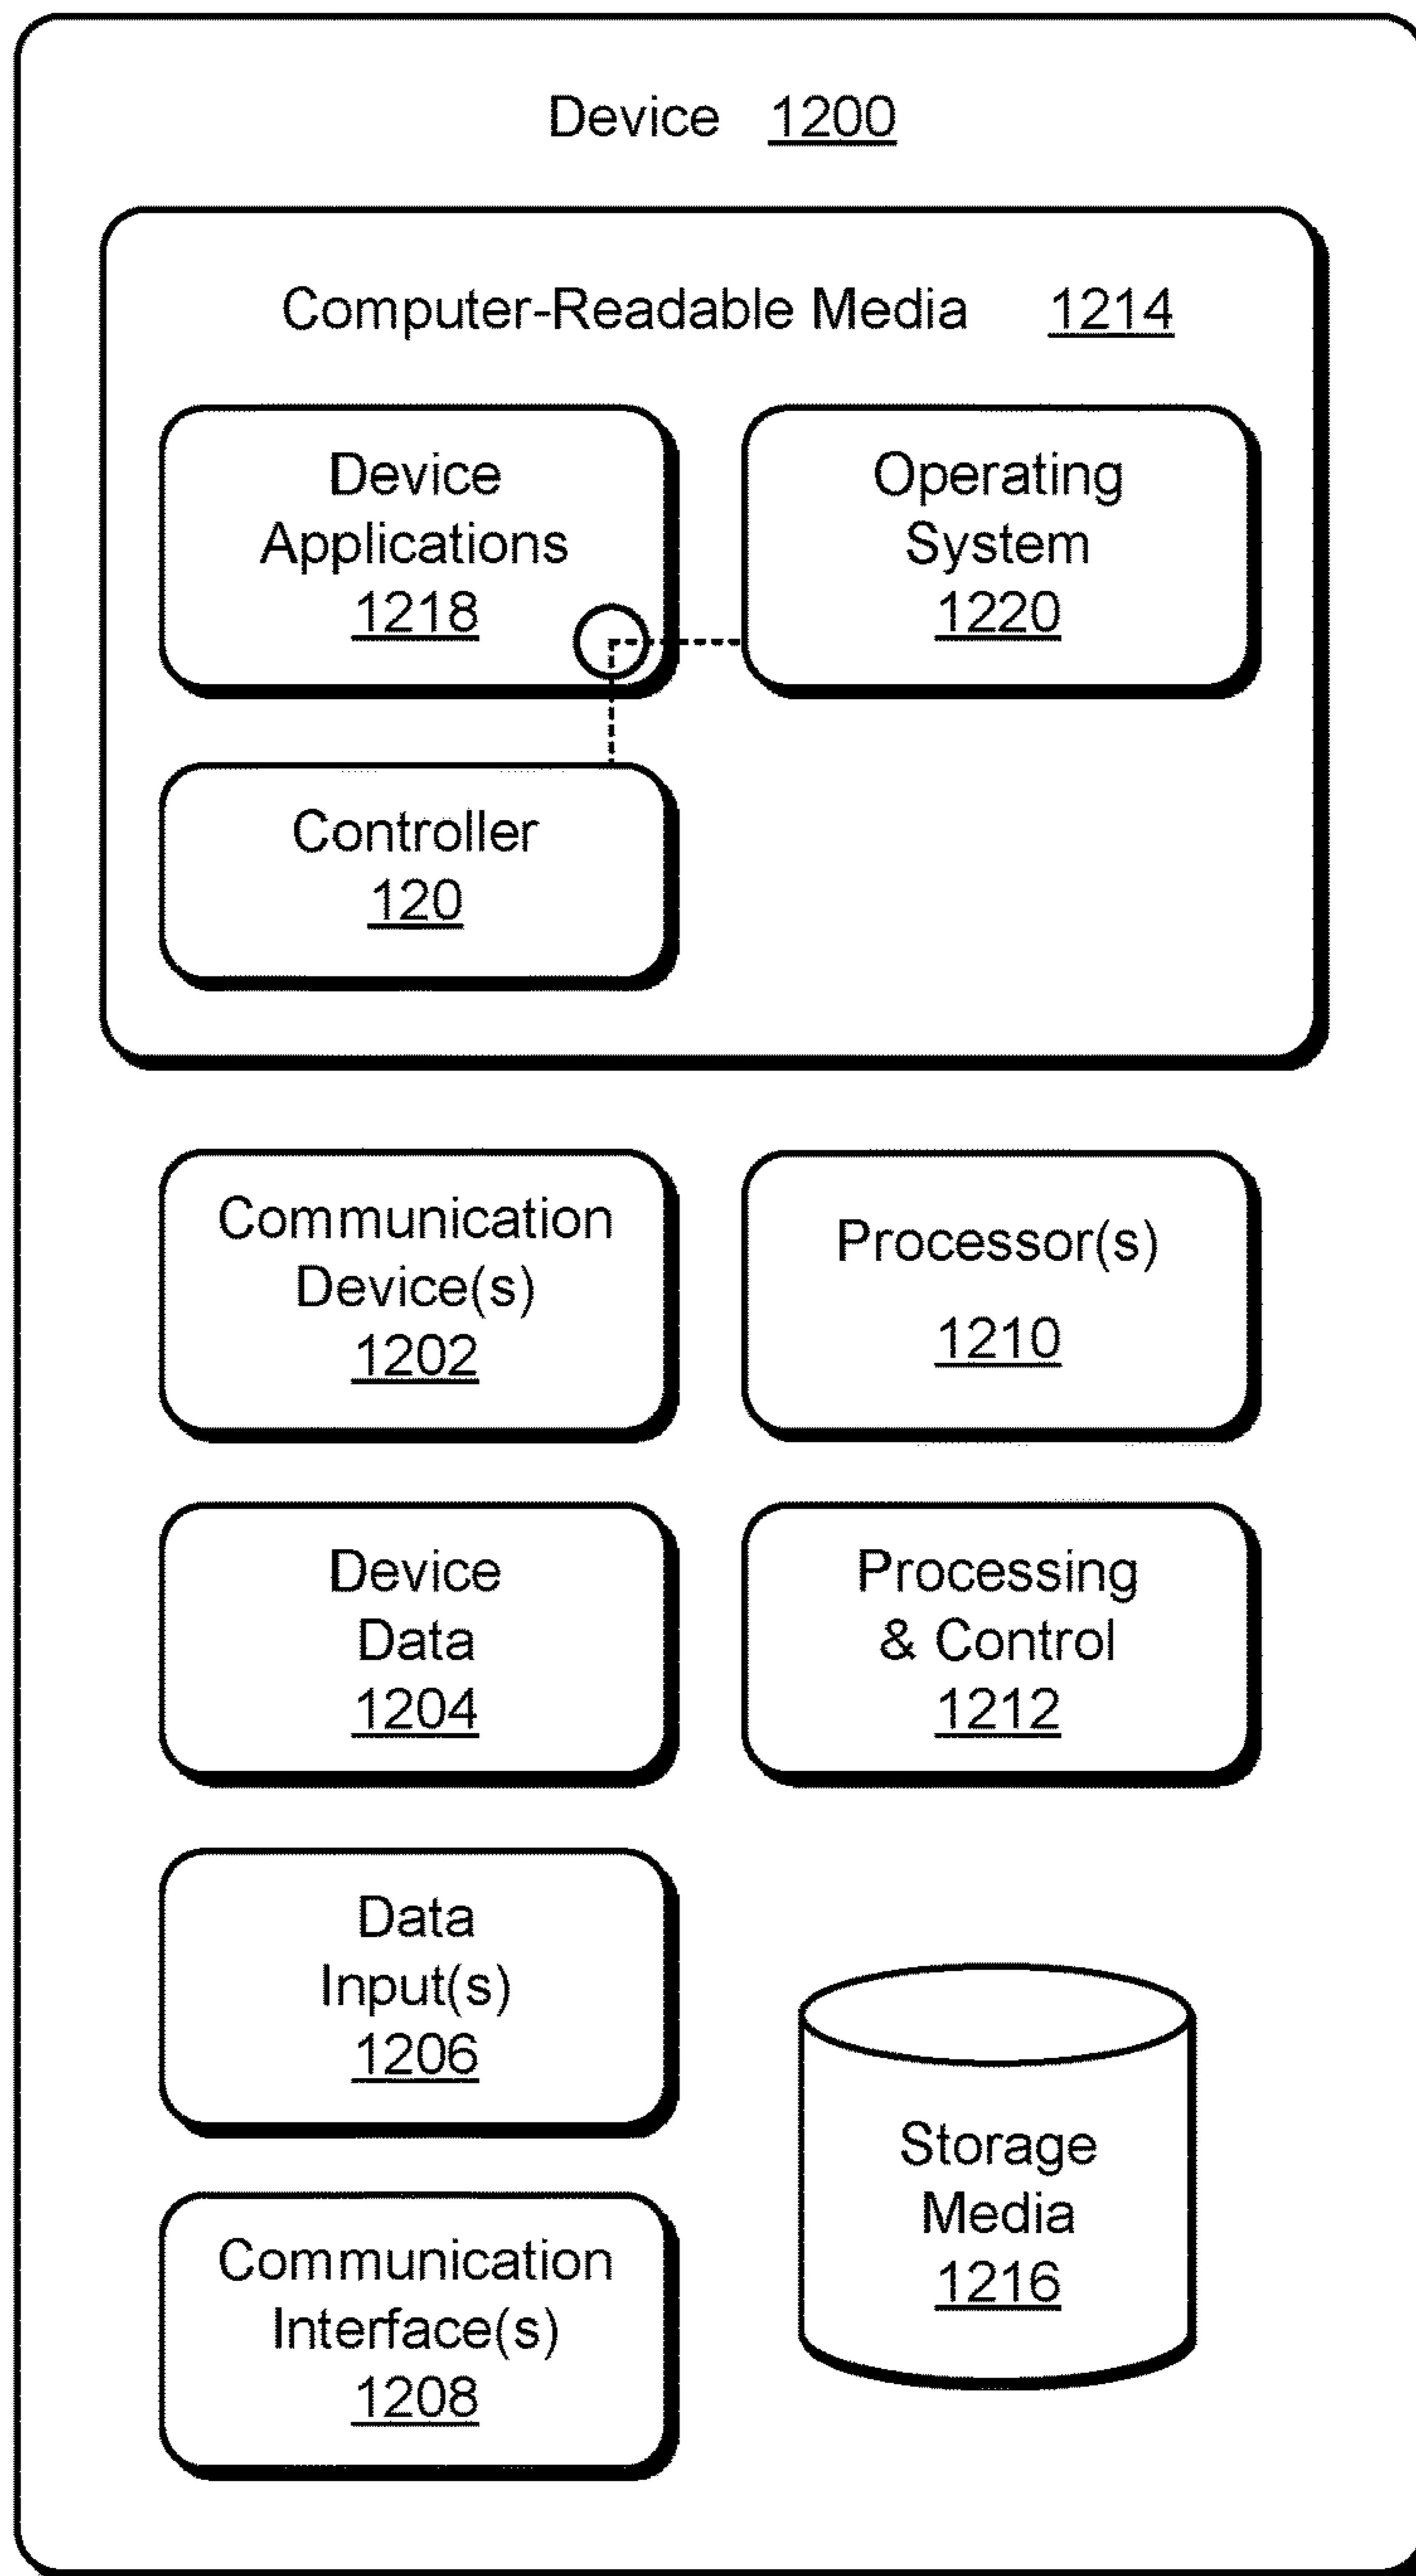 Device 1200
Computer-Readable Media 1214
Device
Applications
1218
Operating
System
1220
Controller
120
Communication
Device(s)
1202
Processor(s)
1210
Device
Data
1204
Processing
& Control
1212
Data
Input(s)
1206
Storage
Media
1216
Communication
Interface(s)
1208